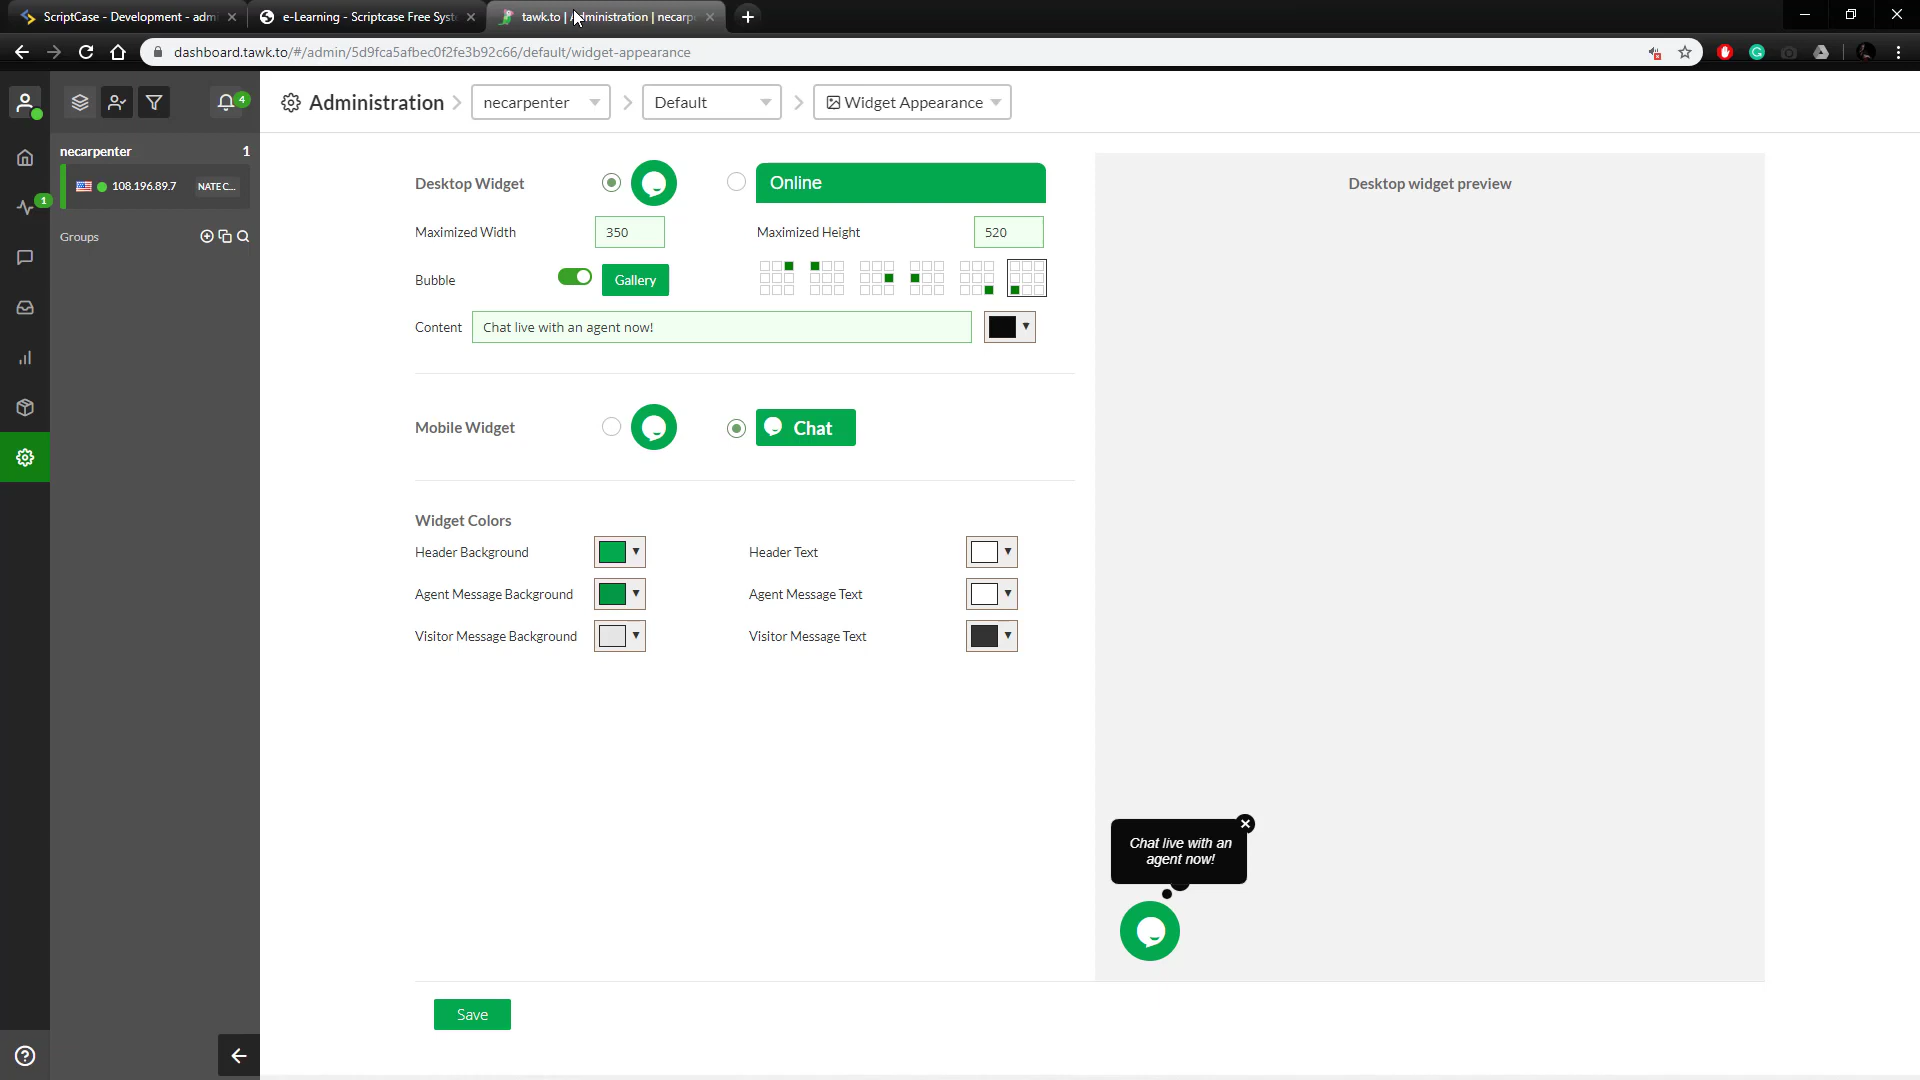 ScriptCase - Development - adm
e-Learning - Scriptcase Free Syst
tawk.to | Administration | necarp
dashboard.tawk.to/#/admin/5d9fca5afbec0f2fe3b92c66/default/widget-appearance
4
Administration
necarpenter
Default
Widget Appearance
necarpenter 1
108.196.89.7 NATE C...
1
Groups
Desktop Widget
Online
Maximized Width 350
Maximized Height 520
Bubble
Gallery
Content Chat live with an agent now!
Mobile Widget
Chat
Widget Colors
Header Background
Header Text
Agent Message Background
Agent Message Text
Visitor Message Background
Visitor Message Text
Desktop widget preview
Chat live with an
agent now!
Save